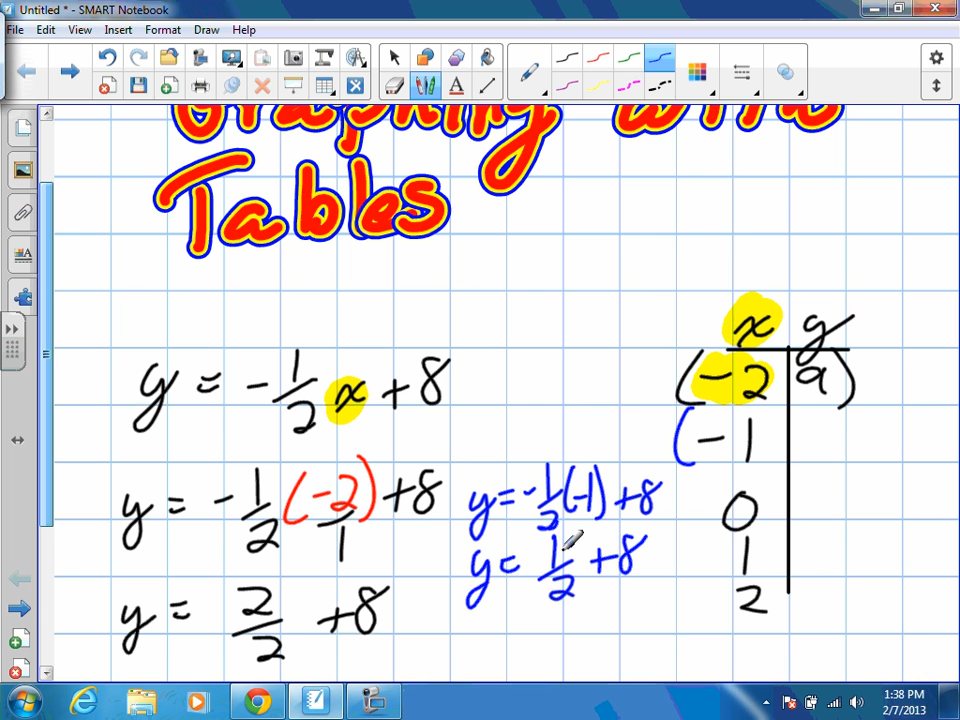 Untitled * - SMART Notebook
File Edit View Insert Format Draw Help
Graphing with
Tables
x y
y = -1/2 x + 8
(-2 9)
(-1
0
1
2
y = -1/2 (-2)/1 + 8
y = 2/2 + 8
y = -1/2 (-1) + 8
y = 1/2 + 8
1:38 PM
2/7/2013